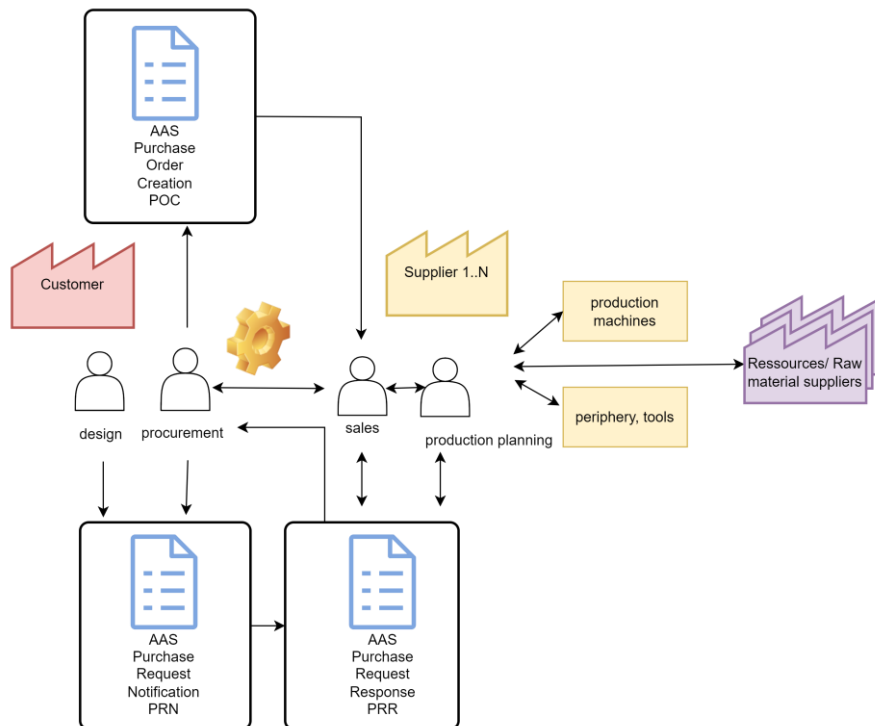 AAS
Purchase
Order
Creation
POC
Customer
Supplier 1..N
production
machines
Ressources/ Raw
material suppliers
periphery, tools
design
procurement
sales
production planning
AAS
Purchase
Request
Notification
PRN
AAS
Purchase
Request
Response
PRR